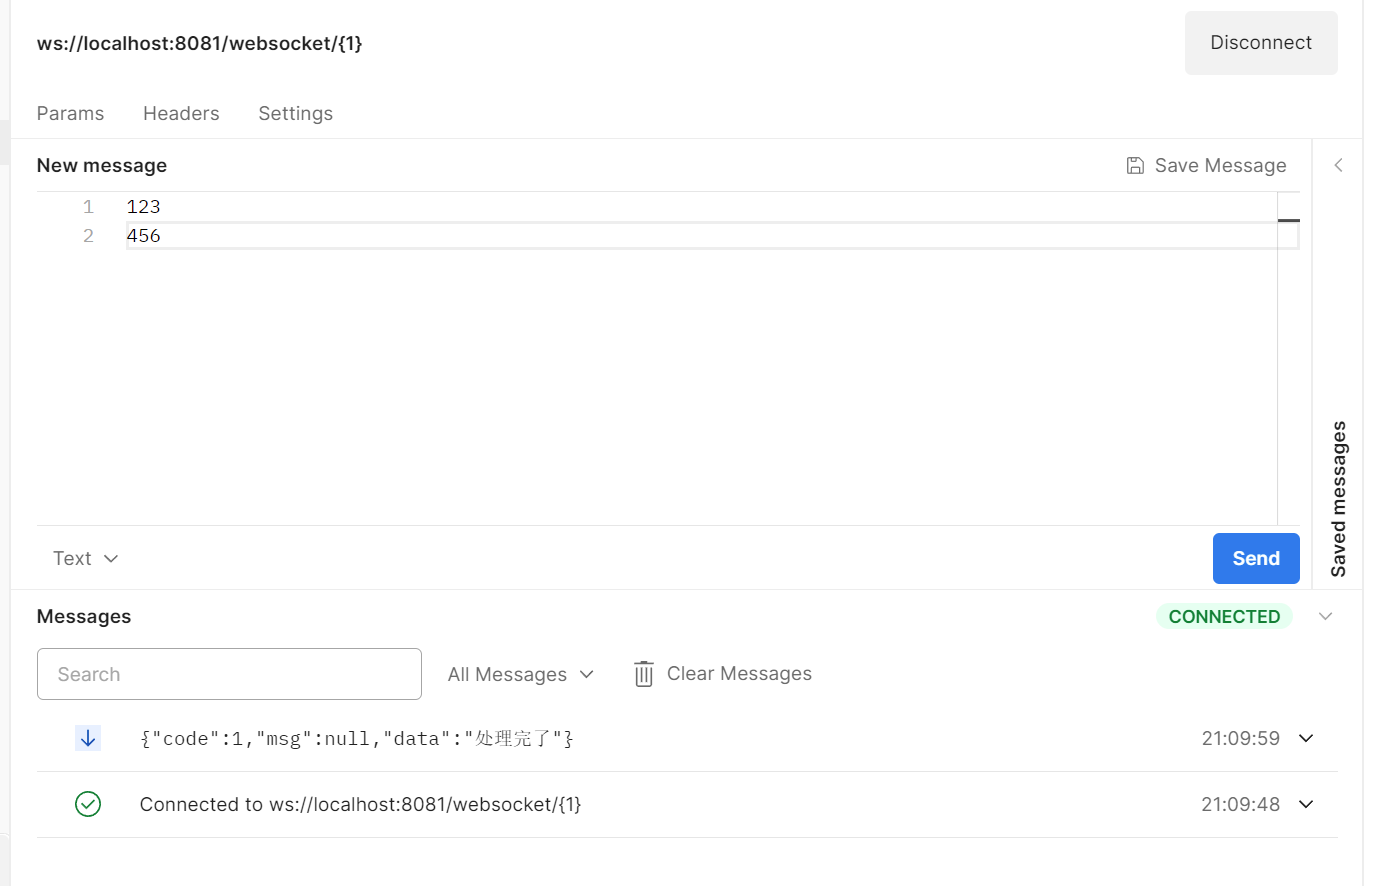 ws://localhost:8081/websocket/{1}
Disconnect
Params Headers Settings
New message
Save Message
1 123
2 456
Saved messages
Text
Send
Messages
CONNECTED
Search
All Messages
Clear Messages
{"code":1,"msg":null,"data":"处理完了"} 21:09:59
Connected to ws://localhost:8081/websocket/{1} 21:09:48